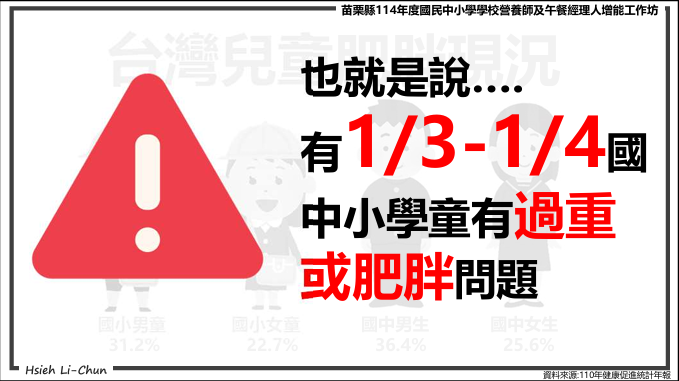 苗栗縣114年度國民中小學學校營養師及午餐經理人增能工作坊
台灣兒童肥胖現況
也就是說....
有1/3-1/4國
中小學童有過重
或肥胖問題
國小男童 國小女童 國中男生 國中女生
31.2% 22.7% 36.4% 25.6%
Hsieh Li-Chun
資料來源:110年健康促進統計年報